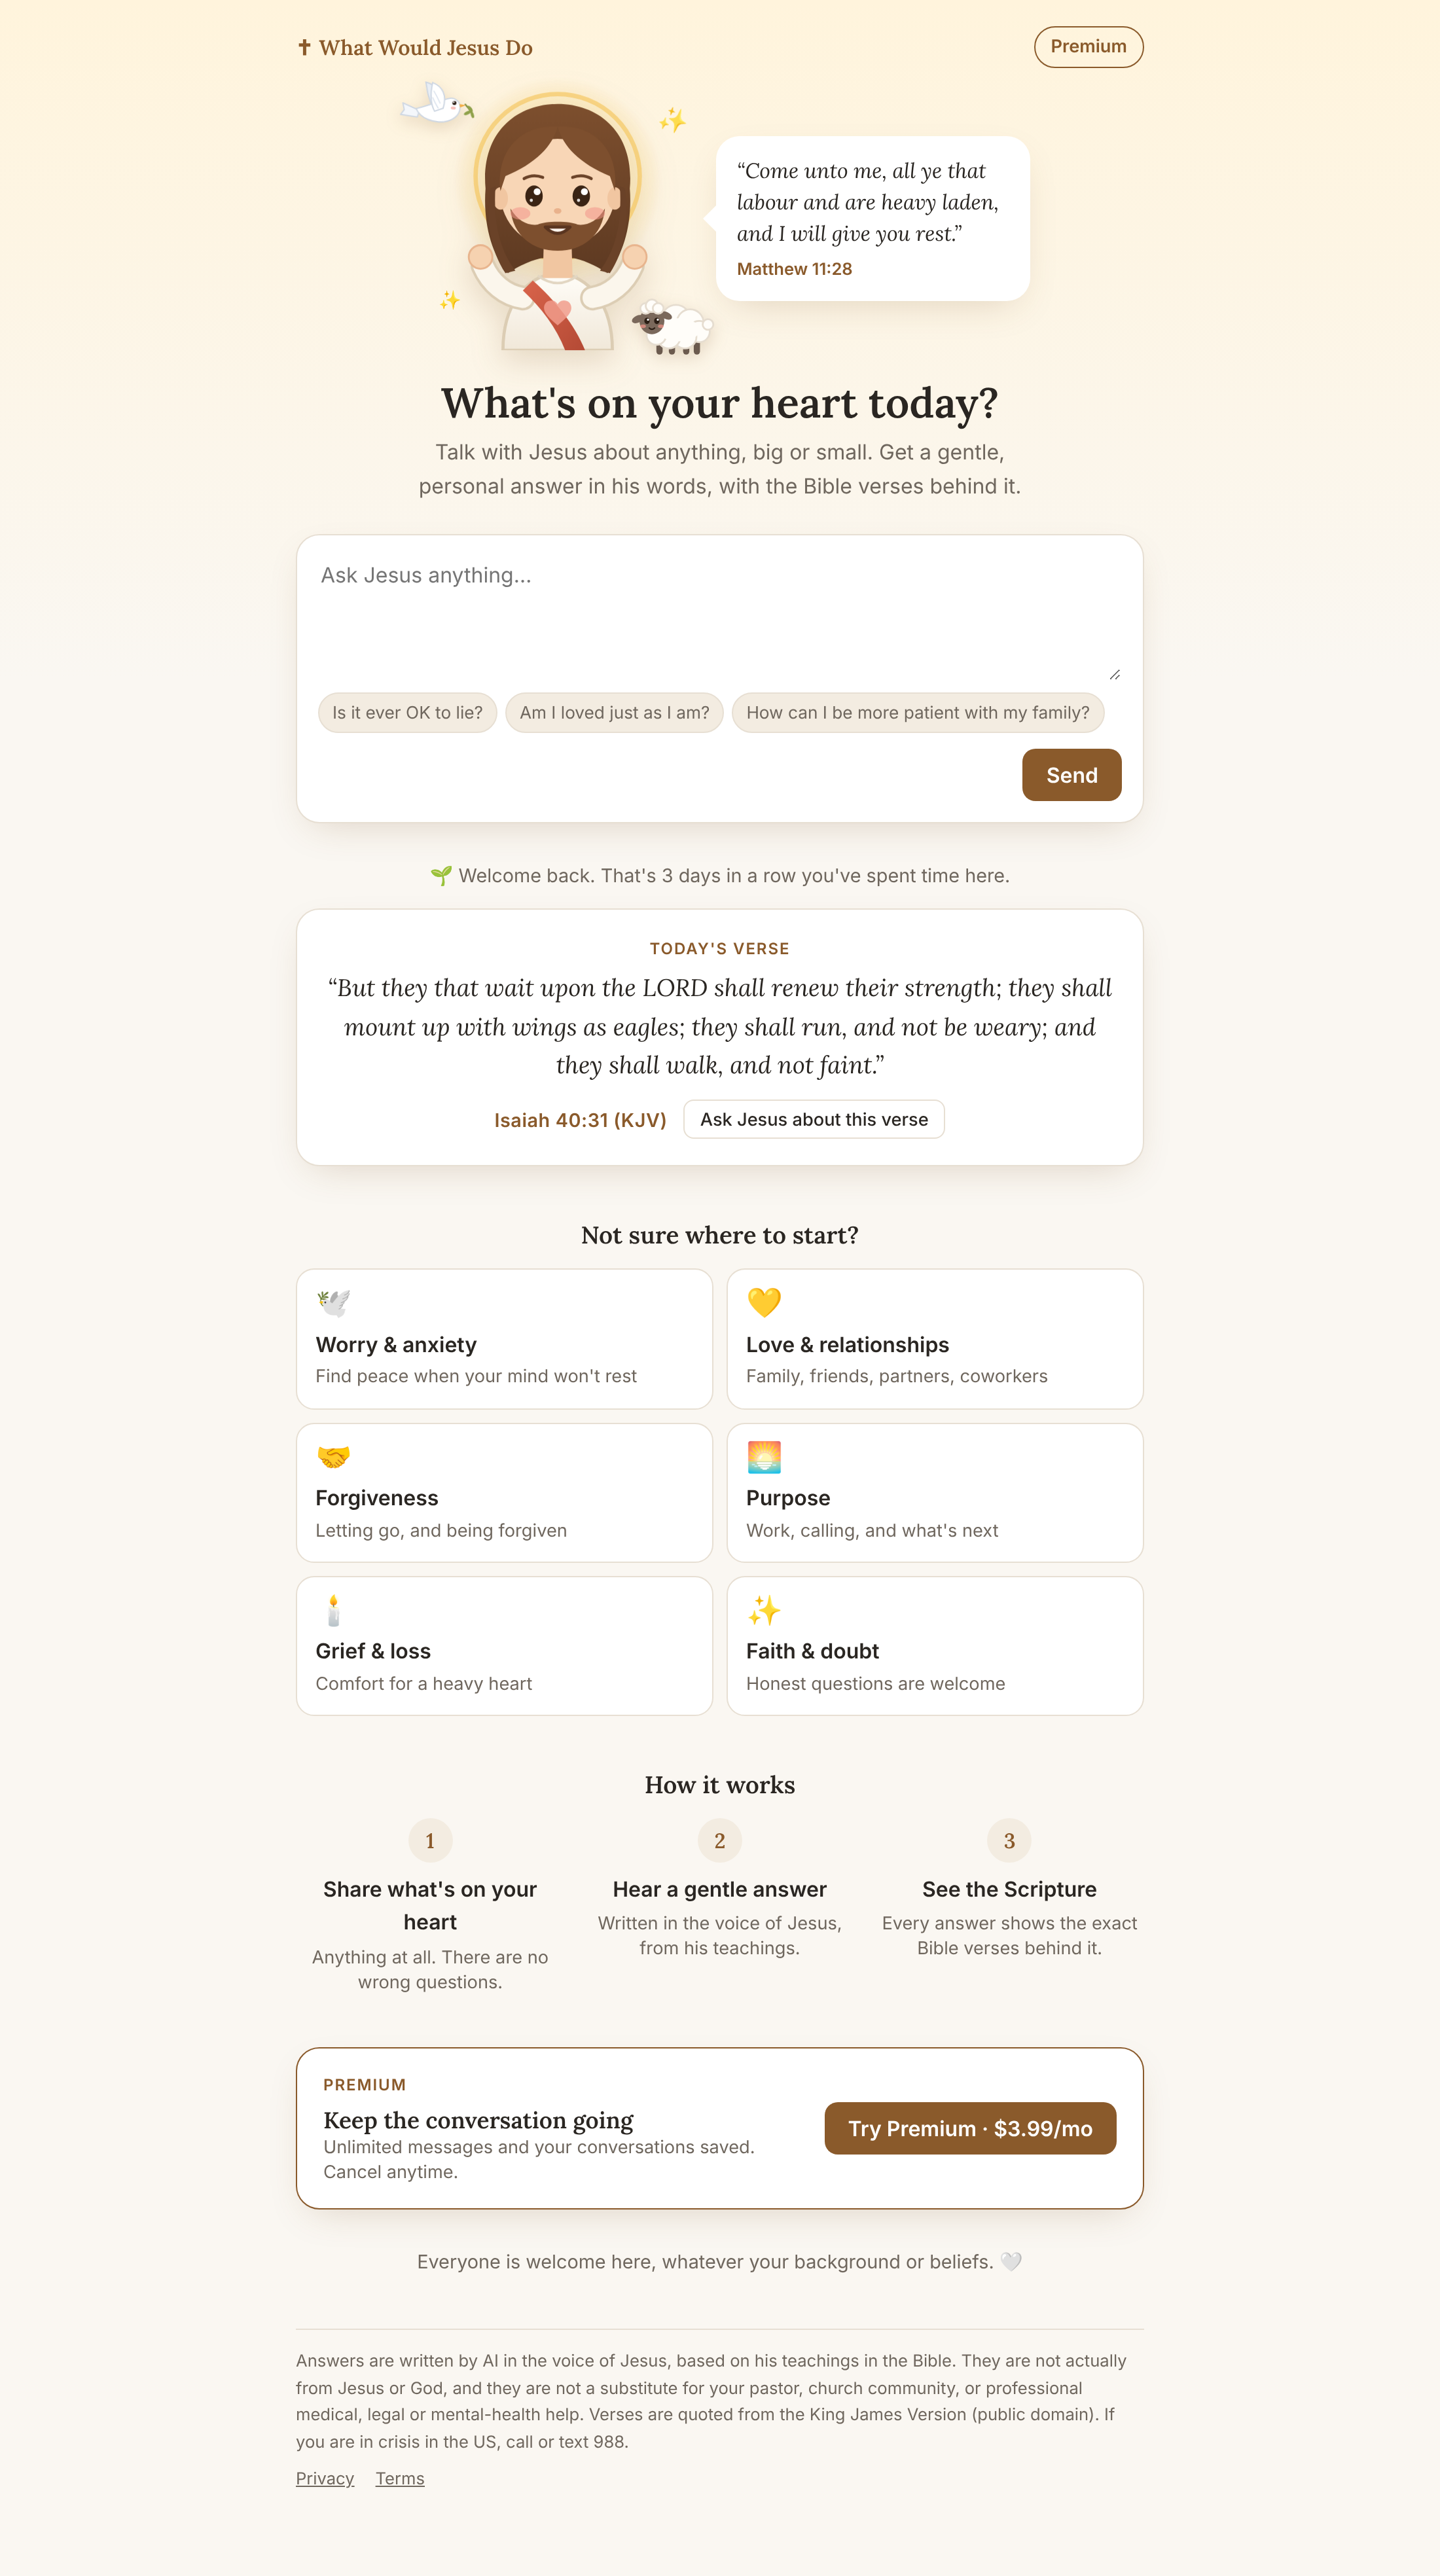 ✝ What Would Jesus Do
Premium
“Come unto me, all ye that
labour and are heavy laden,
and I will give you rest.”
Matthew 11:28
What's on your heart today?
Talk with Jesus about anything, big or small. Get a gentle,
personal answer in his words, with the Bible verses behind it.
Ask Jesus anything...
Is it ever OK to lie?
Am I loved just as I am?
How can I be more patient with my family?
Send
🌱 Welcome back. That's 3 days in a row you've spent time here.
TODAY'S VERSE
“But they that wait upon the LORD shall renew their strength; they shall
mount up with wings as eagles; they shall run, and not be weary; and
they shall walk, and not faint.”
Isaiah 40:31 (KJV)
Ask Jesus about this verse
Not sure where to start?
Worry & anxiety
Find peace when your mind won't rest
Love & relationships
Family, friends, partners, coworkers
Forgiveness
Letting go, and being forgiven
Purpose
Work, calling, and what's next
Grief & loss
Comfort for a heavy heart
Faith & doubt
Honest questions are welcome
How it works
1
Share what's on your
heart
Anything at all. There are no
wrong questions.
2
Hear a gentle answer
Written in the voice of Jesus,
from his teachings.
3
See the Scripture
Every answer shows the exact
Bible verses behind it.
PREMIUM
Keep the conversation going
Unlimited messages and your conversations saved.
Cancel anytime.
Try Premium · $3.99/mo
Everyone is welcome here, whatever your background or beliefs. 🤍
Answers are written by AI in the voice of Jesus, based on his teachings in the Bible. They are not actually
from Jesus or God, and they are not a substitute for your pastor, church community, or professional
medical, legal or mental-health help. Verses are quoted from the King James Version (public domain). If
you are in crisis in the US, call or text 988.
Privacy
Terms